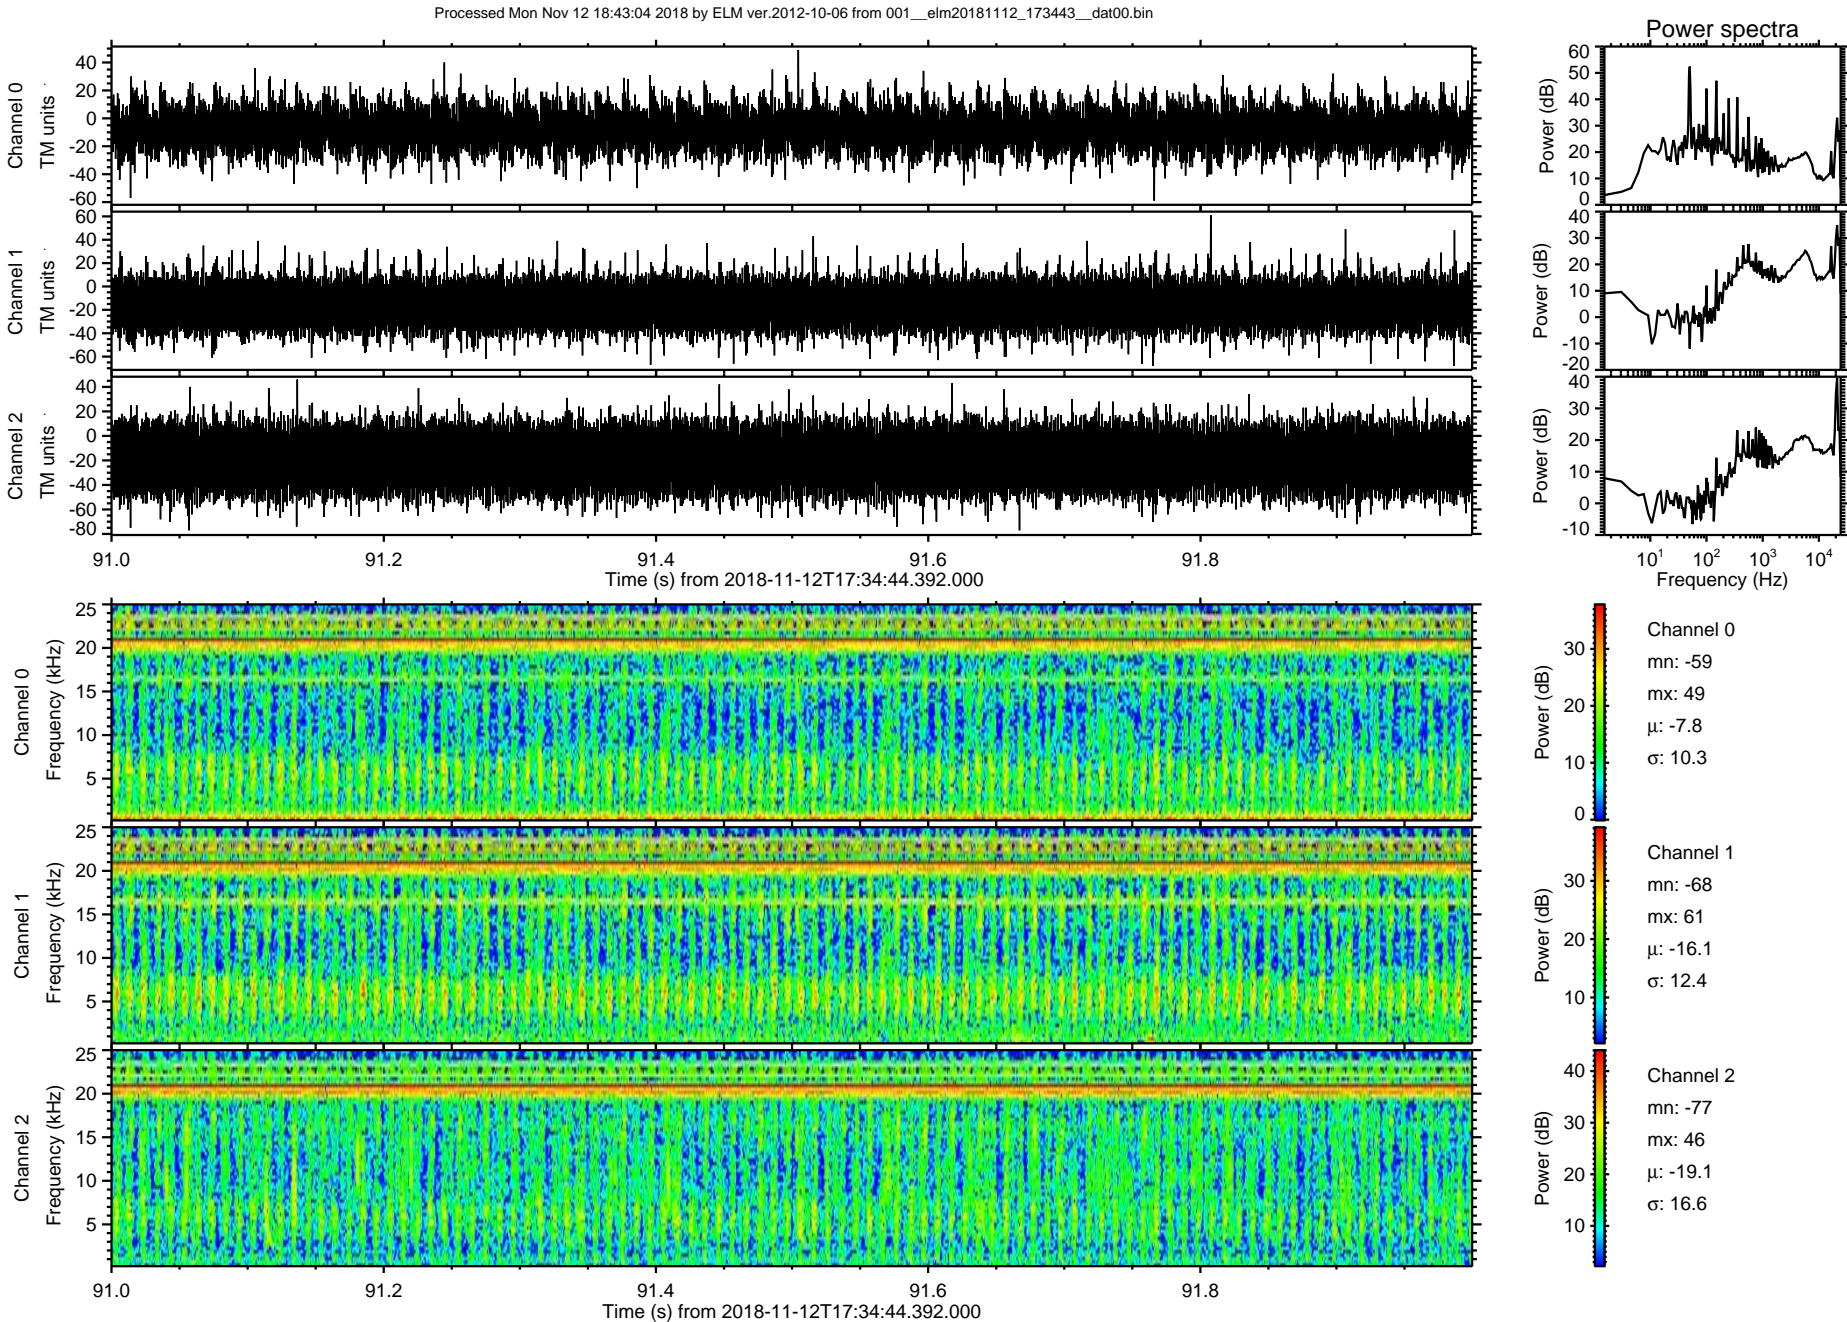 Processed Mon Nov 12 18:43:04 2018 by ELM ver.2012-10-06 from 001__elm20181112_173443__dat00.bin
Power spectra
Channel 0
TM units
40
20
0
-20
-40
-60
Power (dB)
60
50
40
30
20
10
0
Channel 1
TM units
60
40
20
0
-20
-40
-60
Power (dB)
40
30
20
10
0
-10
-20
Channel 2
TM units
40
20
0
-20
-40
-60
-80
Power (dB)
40
30
20
10
0
-10
91.0 91.2 91.4 91.6 91.8
Time (s) from 2018-11-12T17:34:44.392.000
10¹ 10² 10³ 10⁴
Frequency (Hz)
Channel 0
Frequency (kHz)
25
20
15
10
5
Power (dB)
30
20
10
0
Channel 0
mn: -59
mx: 49
μ: -7.8
σ: 10.3
Channel 1
Frequency (kHz)
25
20
15
10
5
Power (dB)
30
20
10
Channel 1
mn: -68
mx: 61
μ: -16.1
σ: 12.4
Channel 2
Frequency (kHz)
25
20
15
10
5
Power (dB)
40
30
20
10
Channel 2
mn: -77
mx: 46
μ: -19.1
σ: 16.6
91.0 91.2 91.4 91.6 91.8
Time (s) from 2018-11-12T17:34:44.392.000